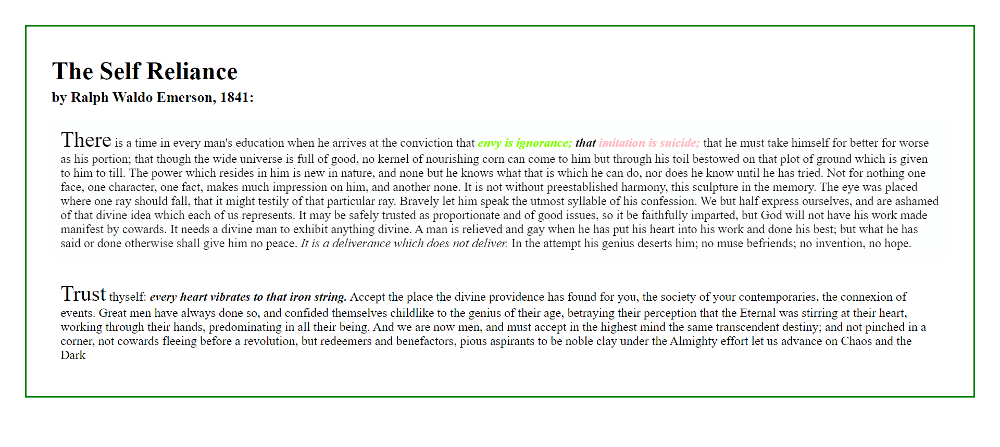 The Self Reliance
by Ralph Waldo Emerson, 1841:
There is a time in every man's education when he arrives at the conviction that envy is ignorance; that imitation is suicide; that he must take himself for better for worse
as his portion; that though the wide universe is full of good, no kernel of nourishing corn can come to him but through his toil bestowed on that plot of ground which is given
to him to till. The power which resides in him is new in nature, and none but he knows what that is which he can do, nor does he know until he has tried. Not for nothing one
face, one character, one fact, makes much impression on him, and another none. It is not without preestablished harmony, this sculpture in the memory. The eye was placed
where one ray should fall, that it might testily of that particular ray. Bravely let him speak the utmost syllable of his confession. We but half express ourselves, and are ashamed
of that divine idea which each of us represents. It may be safely trusted as proportionate and of good issues, so it be faithfully imparted, but God will not have his work made
manifest by cowards. It needs a divine man to exhibit anything divine. A man is relieved and gay when he has put his heart into his work and done his best; but what he has
said or done otherwise shall give him no peace. It is a deliverance which does not deliver. In the attempt his genius deserts him; no muse befriends; no invention, no hope.
Trust thyself: every heart vibrates to that iron string. Accept the place the divine providence has found for you, the society of your contemporaries, the connexion of
events. Great men have always done so, and confided themselves childlike to the genius of their age, betraying their perception that the Eternal was stirring at their heart,
working through their hands, predominating in all their being. And we are now men, and must accept in the highest mind the same transcendent destiny; and not pinched in a
corner, not cowards fleeing before a revolution, but redeemers and benefactors, pious aspirants to be noble clay under the Almighty effort let us advance on Chaos and the
Dark